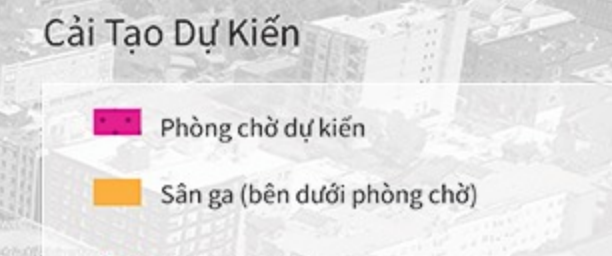 Cải Tạo Dự Kiến
Phòng chờ dự kiến
Sân ga (bên dưới phòng chờ)